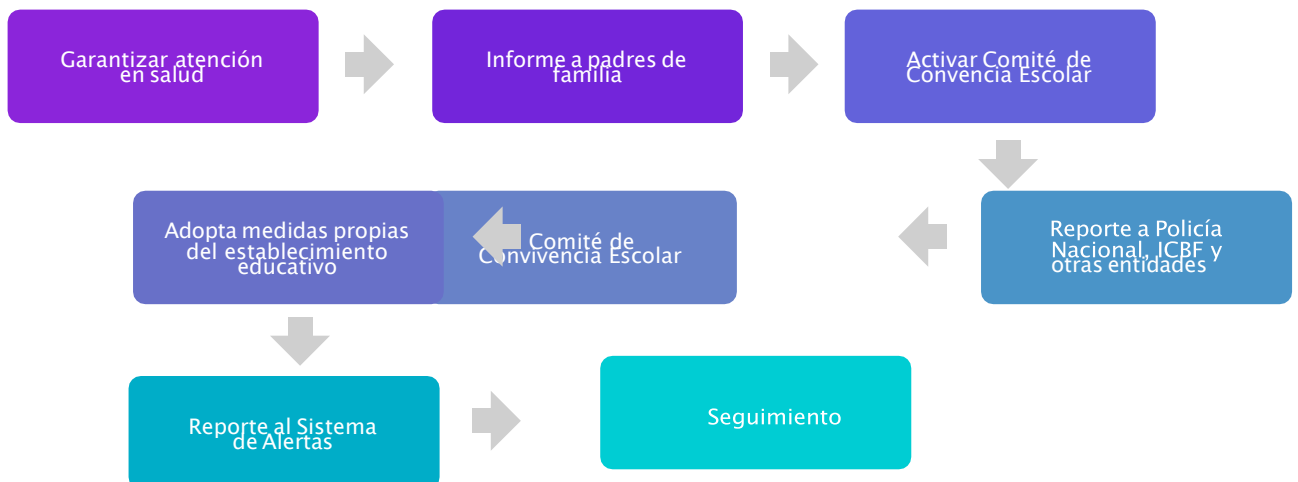 Garantizar atención
en salud
Informe a padres de
familia
Activar Comité de
Convencia Escolar
Reporte a Policía
Nacional, ICBF y
otras entidades
Comité de
Convivencia Escolar
Adopta medidas propias
del establecimiento
educativo
Reporte al Sistema
de Alertas
Seguimiento